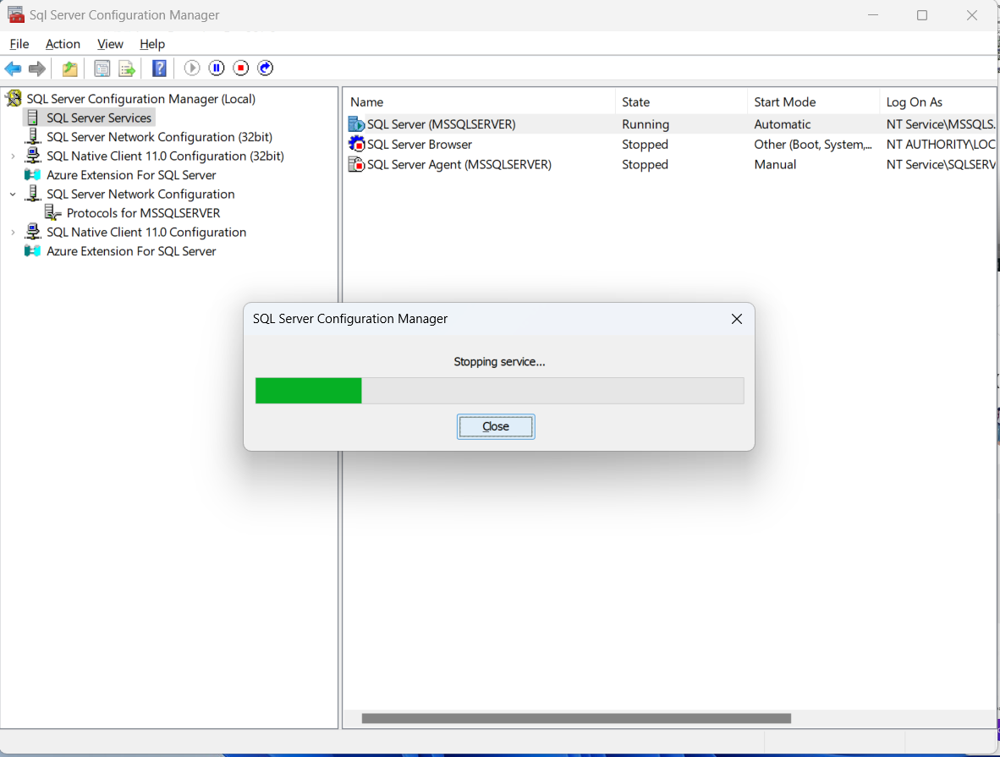 Sql Server Configuration Manager
File Action View Help
SQL Server Configuration Manager (Local)
SQL Server Services
SQL Server Network Configuration (32bit)
SQL Native Client 11.0 Configuration (32bit)
Azure Extension For SQL Server
SQL Server Network Configuration
Protocols for MSSQLSERVER
SQL Native Client 11.0 Configuration
Azure Extension For SQL Server
Name State Start Mode Log On As
SQL Server (MSSQLSERVER) Running Automatic NT Service\MSSQLS.
SQL Server Browser Stopped Other (Boot, System,... NT AUTHORITY\LOC
SQL Server Agent (MSSQLSERVER) Stopped Manual NT Service\SQLSERV
SQL Server Configuration Manager
Stopping service...
Close